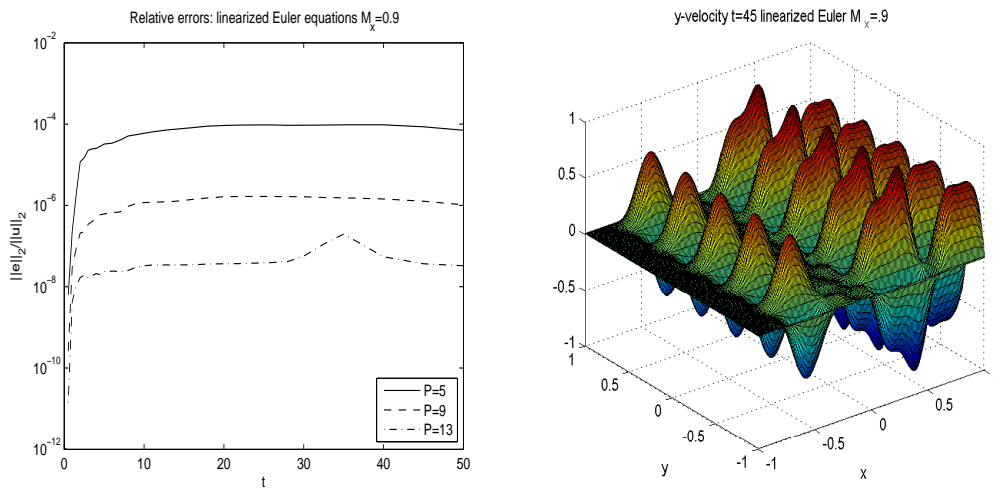 Relative errors: linearized Euler equations M_x=0.9
10^-2
10^-4
10^-6
10^-8
10^-10
10^-12
||e||_2/||u||_2
0 10 20 30 40 50
t
P=5
P=9
P=13
y-velocity t=45 linearized Euler M_x=.9
1
0.5
0
-0.5
-1
1
0.5
0
-0.5
-1
y
-1
-0.5
0
0.5
x